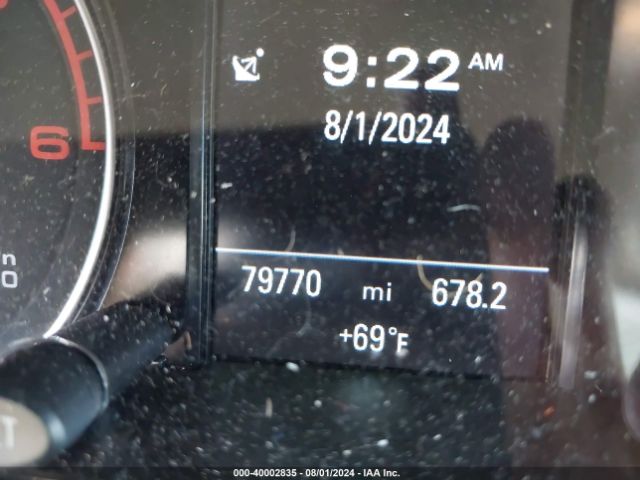 9:22 AM
8/1/2024
6
79770 mi 678.2
+69°F
000-40002835 - 08/01/2024 - IAA Inc.